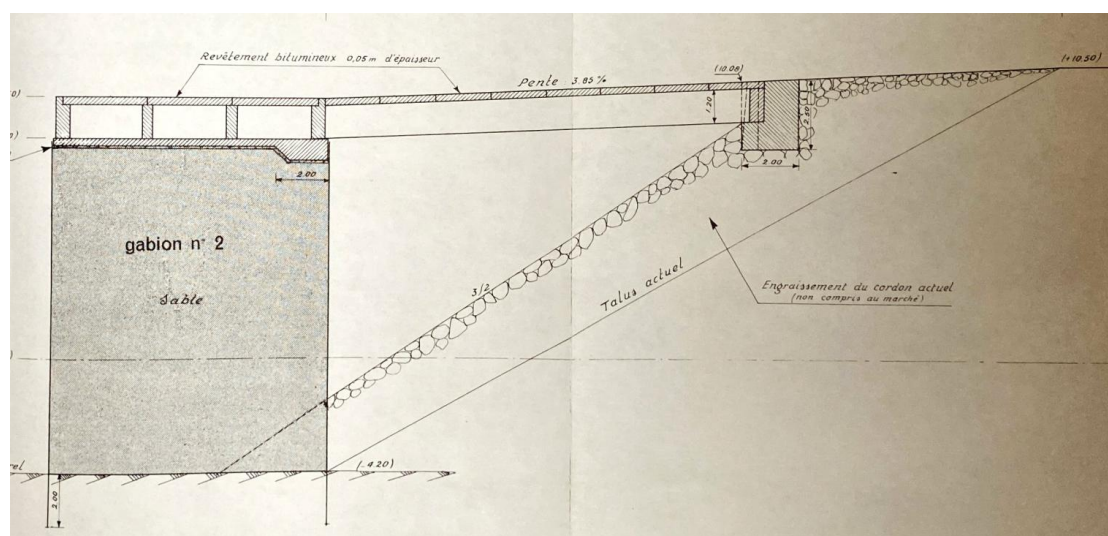 Revêtement bitumineux 0,05 m d'épaisseur
Pente 3.85 %
(10.08)
(+10.50)
1.20
2.50
2.00
2.00
gabion n° 2
Sable
3/2
Talus actuel
Engraissement du cordon actuel
(non compris au marché)
(-4.20)
2.00